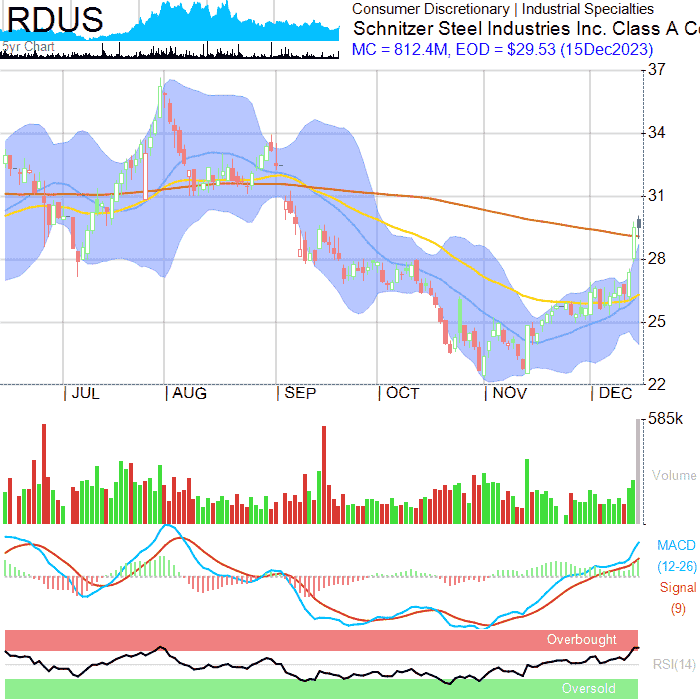 RDUS
Consumer Discretionary | Industrial Specialties
Schnitzer Steel Industries Inc. Class A Co
5yr Chart
MC = 812.4M, EOD = $29.53 (15Dec2023)
37
34
31
28
25
22
JUL
AUG
SEP
OCT
NOV
DEC
585k
Volume
MACD
(12-26)
Signal
(9)
Overbought
RSI(14)
Oversold